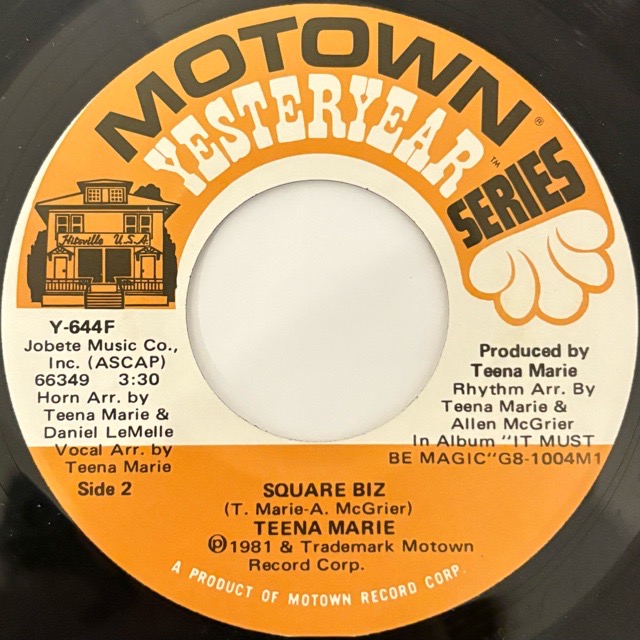 MOTOWN®
YESTERYEAR™
SERIES
Hitsville U.S.A.
Y-644F
Jobete Music Co.,
Inc. (ASCAP)
66349 3:30
Horn Arr. by
Teena Marie &
Daniel LeMelle
Vocal Arr. by
Teena Marie
Side 2
Produced by
Teena Marie
Rhythm Arr. By
Teena Marie &
Allen McGrier
In Album "IT MUST
BE MAGIC"G8-1004M1
SQUARE BIZ
(T. Marie-A. McGrier)
TEENA MARIE
℗1981 & Trademark Motown
Record Corp.
A PRODUCT OF MOTOWN RECORD CORP.